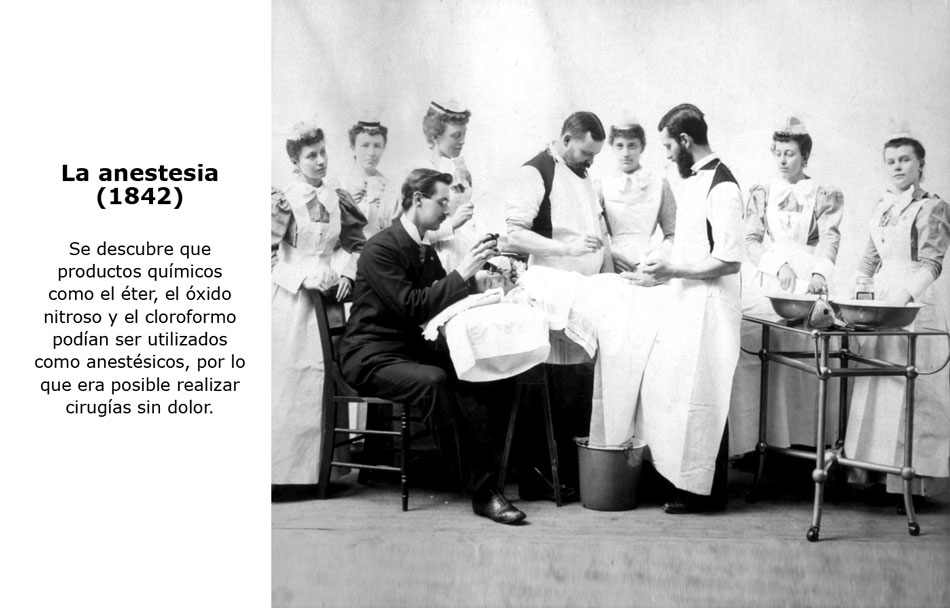 La anestesia
(1842)
Se descubre que
productos químicos
como el éter, el óxido
nitroso y el cloroformo
podían ser utilizados
como anestésicos, por lo
que era posible realizar
cirugías sin dolor.